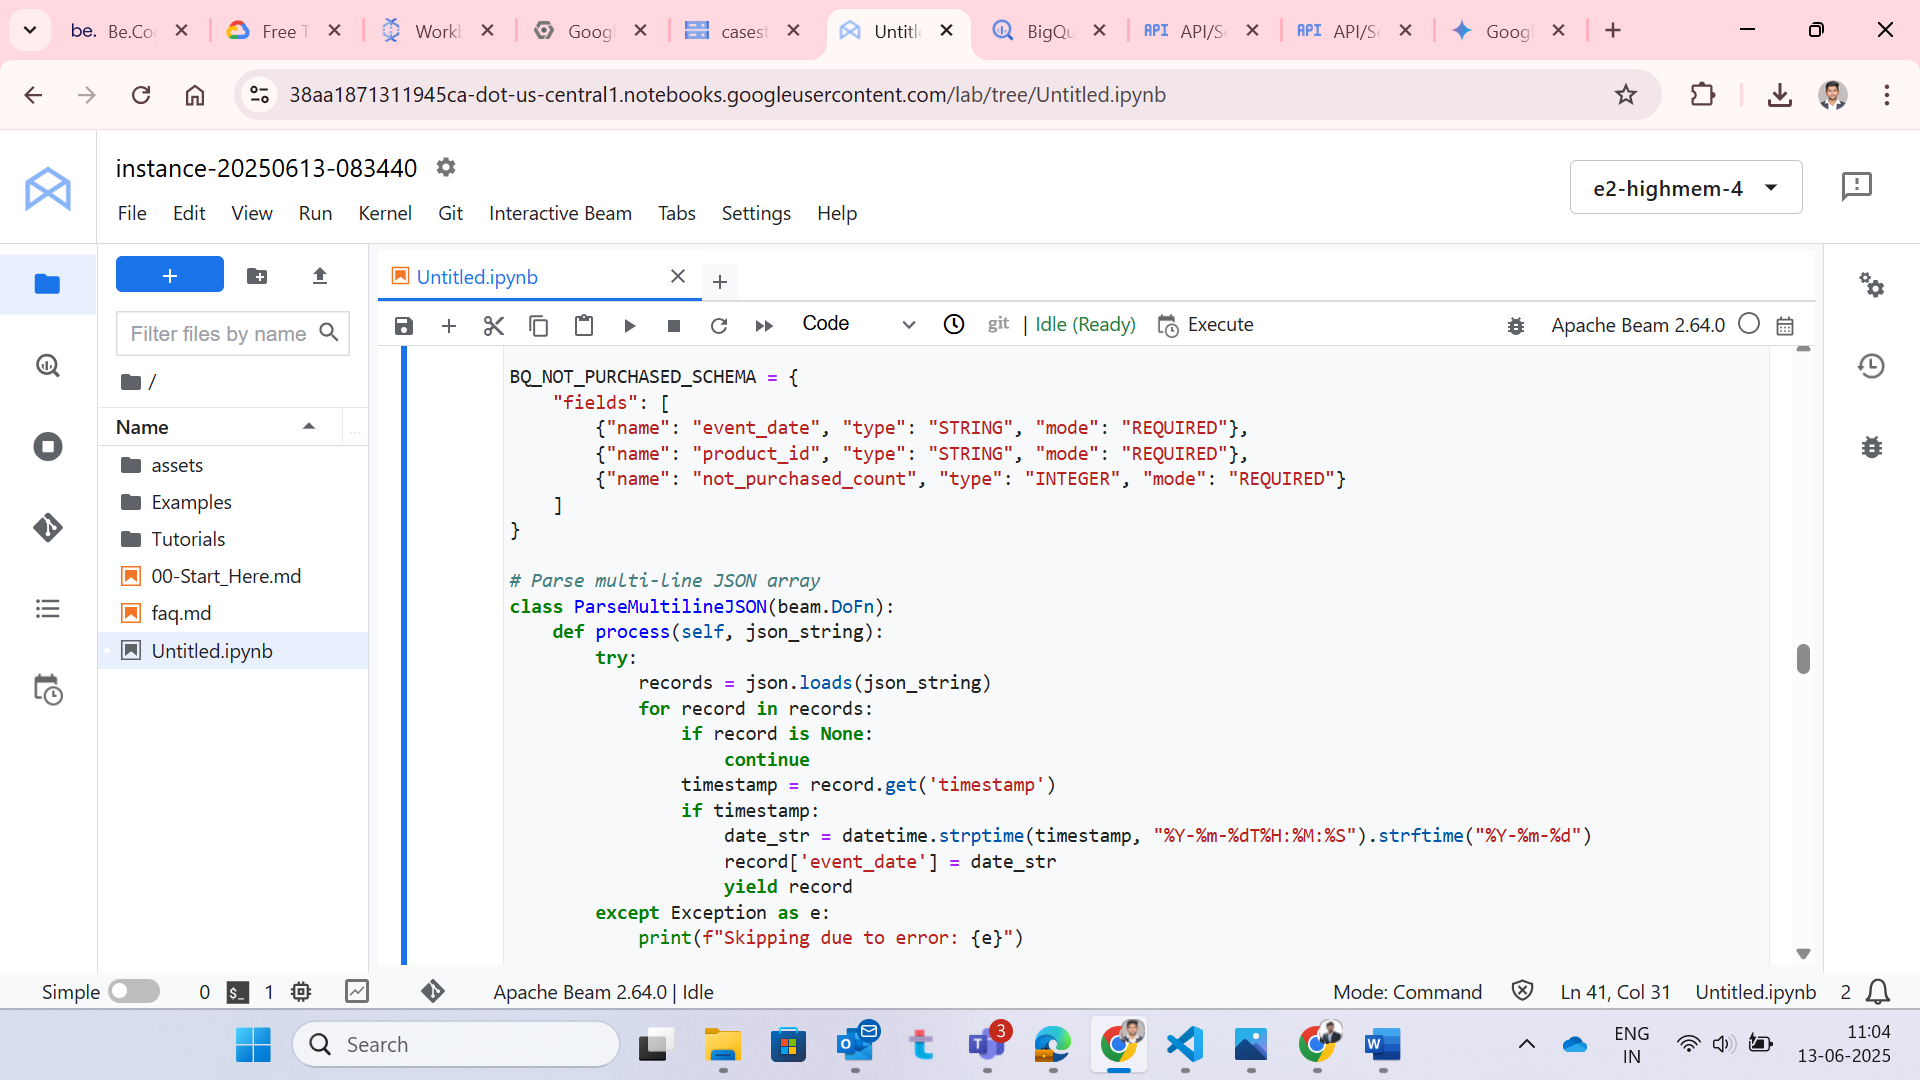 be. Be.Co
Free T
Workl
Googl
casest
Untitle
BigQu
API API/Se
API API/Se
Googl
38aa1871311945ca-dot-us-central1.notebooks.googleusercontent.com/lab/tree/Untitled.ipynb
instance-20250613-083440
e2-highmem-4
File Edit View Run Kernel Git Interactive Beam Tabs Settings Help
Untitled.ipynb
Filter files by name
Code
git
Idle (Ready)
Execute
Apache Beam 2.64.0
/
Name
assets
Examples
Tutorials
00-Start_Here.md
faq.md
Untitled.ipynb
BQ_NOT_PURCHASED_SCHEMA = {
"fields": [
{"name": "event_date", "type": "STRING", "mode": "REQUIRED"},
{"name": "product_id", "type": "STRING", "mode": "REQUIRED"},
{"name": "not_purchased_count", "type": "INTEGER", "mode": "REQUIRED"}
]
}
# Parse multi-line JSON array
class ParseMultilineJSON(beam.DoFn):
def process(self, json_string):
try:
records = json.loads(json_string)
for record in records:
if record is None:
continue
timestamp = record.get('timestamp')
if timestamp:
date_str = datetime.strptime(timestamp, "%Y-%m-%dT%H:%M:%S").strftime("%Y-%m-%d")
record['event_date'] = date_str
yield record
except Exception as e:
print(f"Skipping due to error: {e}")
Simple
0
1
Apache Beam 2.64.0 | Idle
Mode: Command
Ln 41, Col 31
Untitled.ipynb
2
Search
3
ENG
IN
11:04
13-06-2025